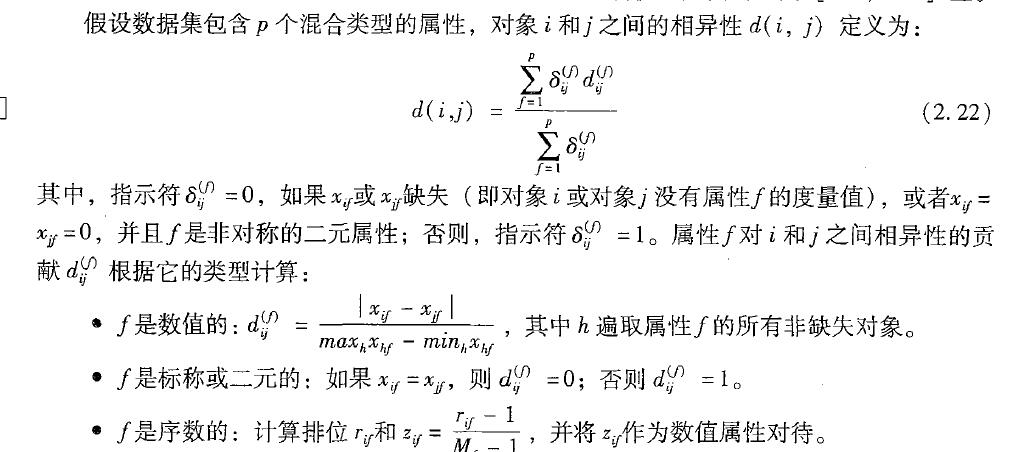 假设数据集包含 p 个混合类型的属性，对象 i 和 j 之间的相异性 d(i, j) 定义为：
d(i,j) = \frac{\sum_{f=1}^{p} δ_{ij}^{(f)} d_{ij}^{(f)}}{\sum_{f=1}^{p} δ_{ij}^{(f)}} (2.22)
其中，指示符 δ_{ij}^{(f)} =0，如果 x_{if}或 x_{jf}缺失（即对象 i 或对象 j 没有属性 f 的度量值），或者x_{if} =
x_{jf} =0，并且 f 是非对称的二元属性；否则，指示符 δ_{ij}^{(f)} =1。属性 f 对 i 和 j 之间相异性的贡
献 d_{ij}^{(f)} 根据它的类型计算：
• f 是数值的：d_{ij}^{(f)} = \frac{| x_{if} - x_{jf} |}{max_h x_{hf} - min_h x_{hf}}，其中 h 遍取属性 f 的所有非缺失对象。
• f 是标称或二元的：如果 x_{if} =x_{jf}，则 d_{ij}^{(f)} =0；否则 d_{ij}^{(f)} =1。
• f 是序数的：计算排位 r_{if}和 z_{if} = \frac{r_{if} - 1}{M_f - 1}，并将 z_{if}作为数值属性对待。